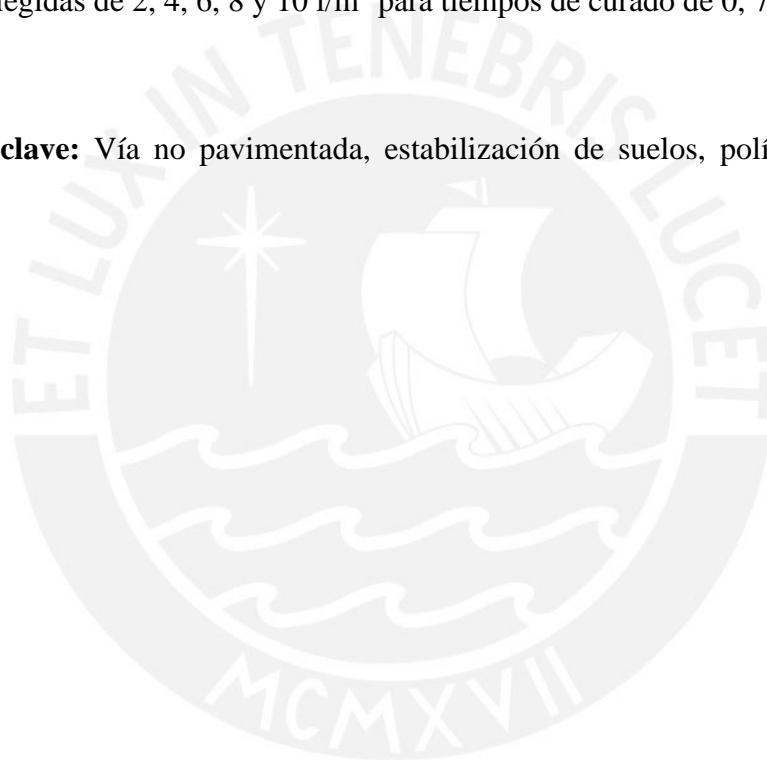 legidas de 2, 4, 6, 8 y 10 l/m para tiempos de curado de 0, 7
clave: Vía no pavimentada, estabilización de suelos, polí
ET LUX IN TENEBRIS LUCET
MCMXVII